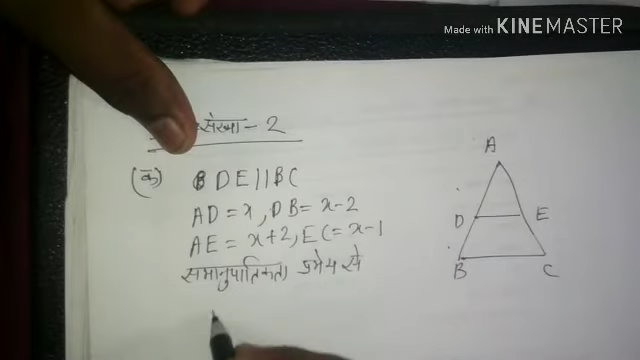 Made with KINEMASTER
संख्या - 2
(क) DE||BC
AD = x, DB = x-2
AE = x+2, EC = x-1
समानुपातिकता प्रमेय से
A
D E
B C